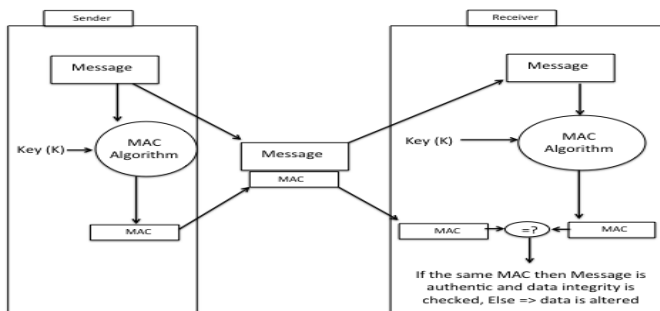 Sender
Receiver
Message
Key (K)
MAC
Algorithm
MAC
Message
MAC
Message
Key (K)
MAC
Algorithm
MAC
=?
MAC
If the same MAC then Message is
authentic and data integrity is
checked, Else => data is altered